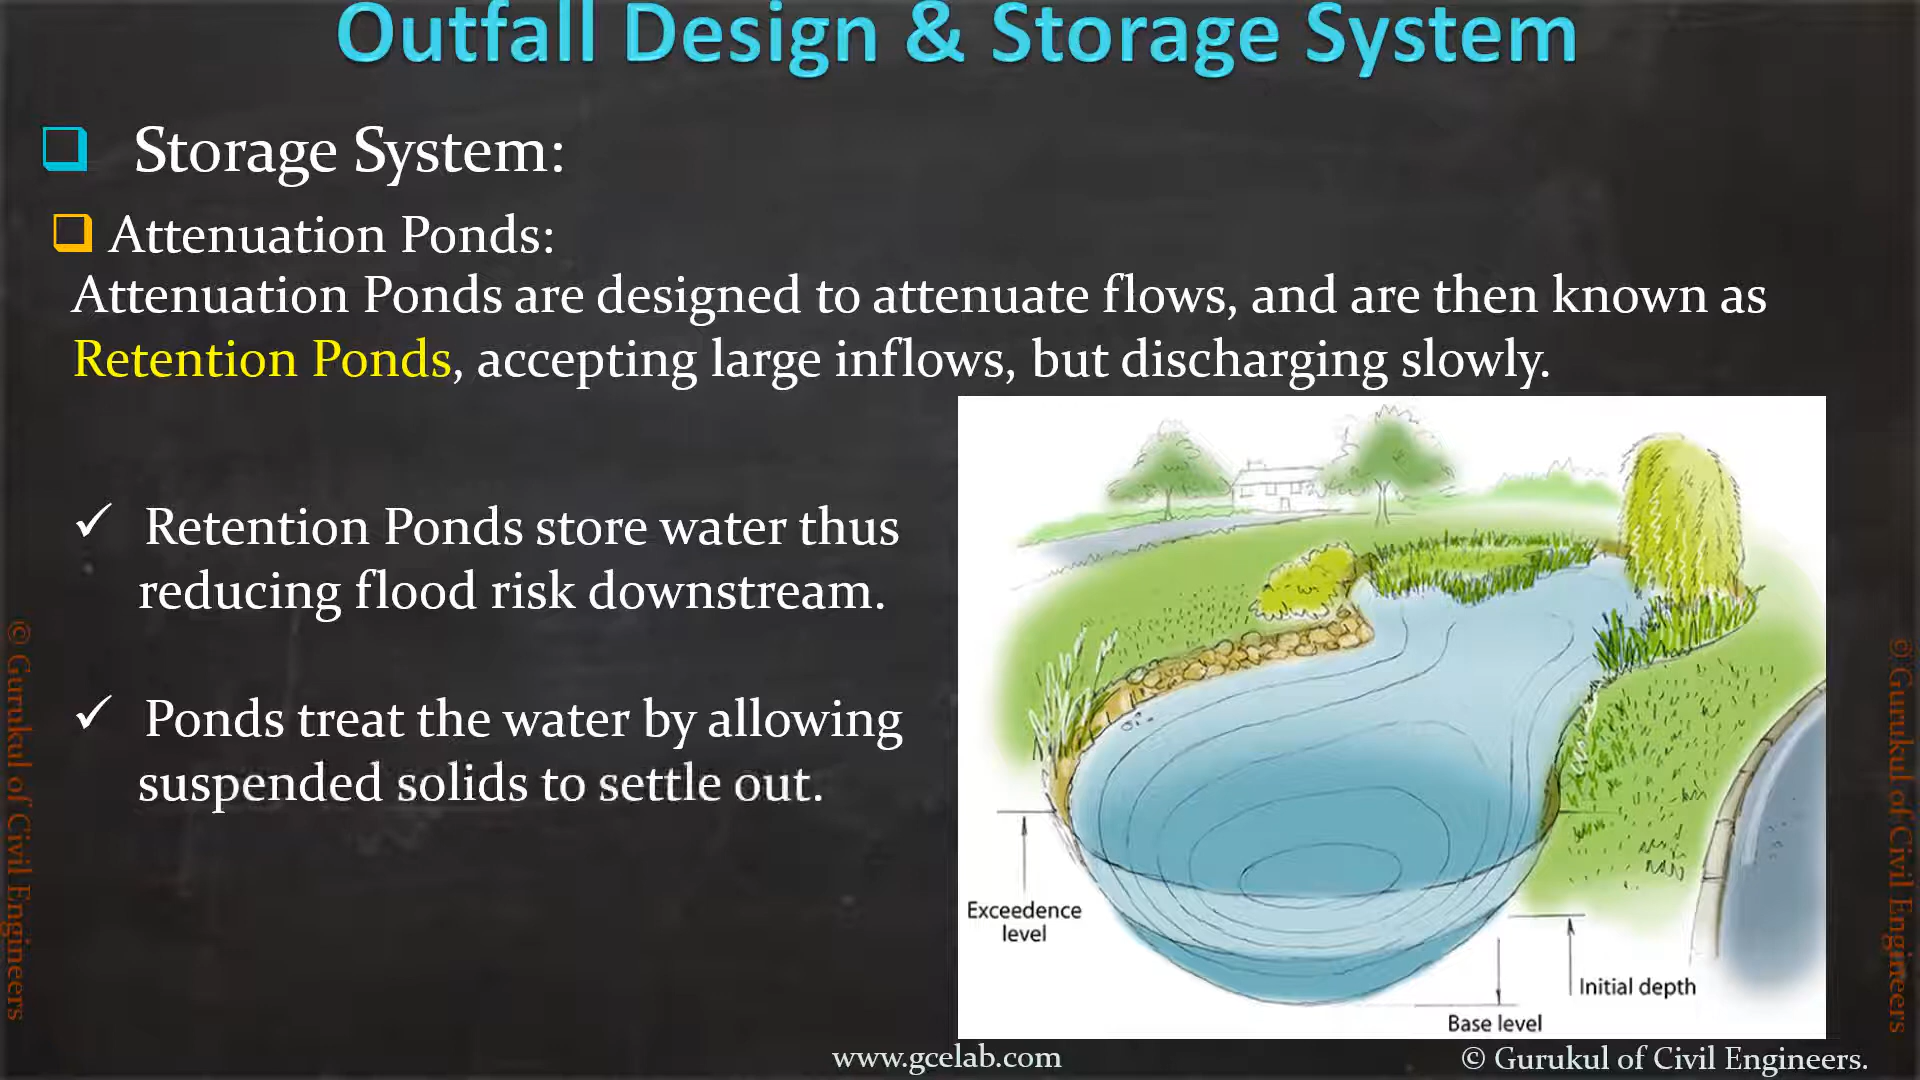 Outfall Design & Storage System
Storage System:
Attenuation Ponds:
Attenuation Ponds are designed to attenuate flows, and are then known as
Retention Ponds, accepting large inflows, but discharging slowly.
Retention Ponds store water thus
reducing flood risk downstream.
Ponds treat the water by allowing
suspended solids to settle out.
Exceedence
level
Initial depth
Base level
© Gurukul of Civil Engineers
© Gurukul of Civil Engineers
www.gcelab.com
© Gurukul of Civil Engineers.